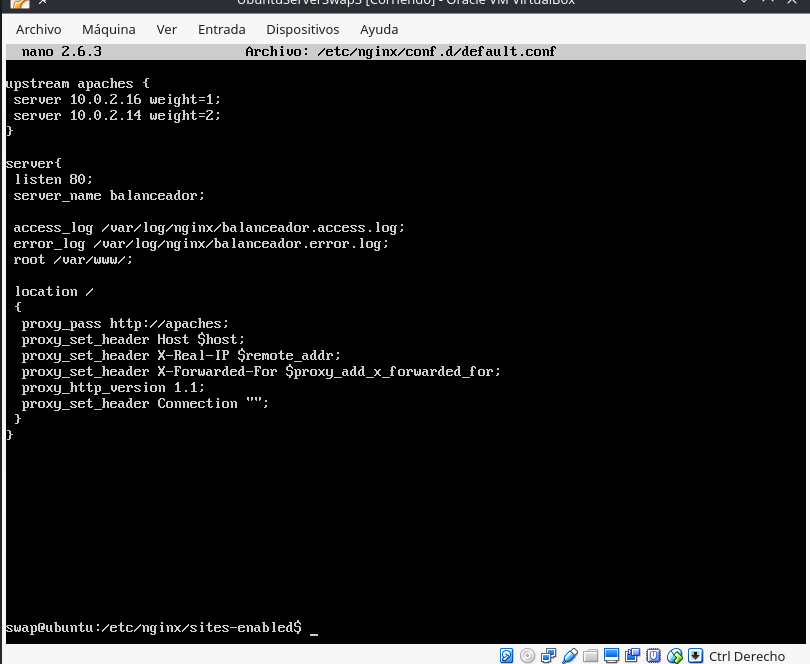 UbuntuServerSwap3 [Corriendo] - Oracle VM VirtualBox
Archivo Máquina Ver Entrada Dispositivos Ayuda
nano 2.6.3 Archivo: /etc/nginx/conf.d/default.conf
upstream apaches {
server 10.0.2.16 weight=1;
server 10.0.2.14 weight=2;
}
server{
listen 80;
server_name balanceador;
access_log /var/log/nginx/balanceador.access.log;
error_log /var/log/nginx/balanceador.error.log;
root /var/www/;
location /
{
proxy_pass http://apaches;
proxy_set_header Host $host;
proxy_set_header X-Real-IP $remote_addr;
proxy_set_header X-Forwarded-For $proxy_add_x_forwarded_for;
proxy_http_version 1.1;
proxy_set_header Connection "";
}
}
swap@ubuntu:/etc/nginx/sites-enabled$ _
Ctrl Derecho